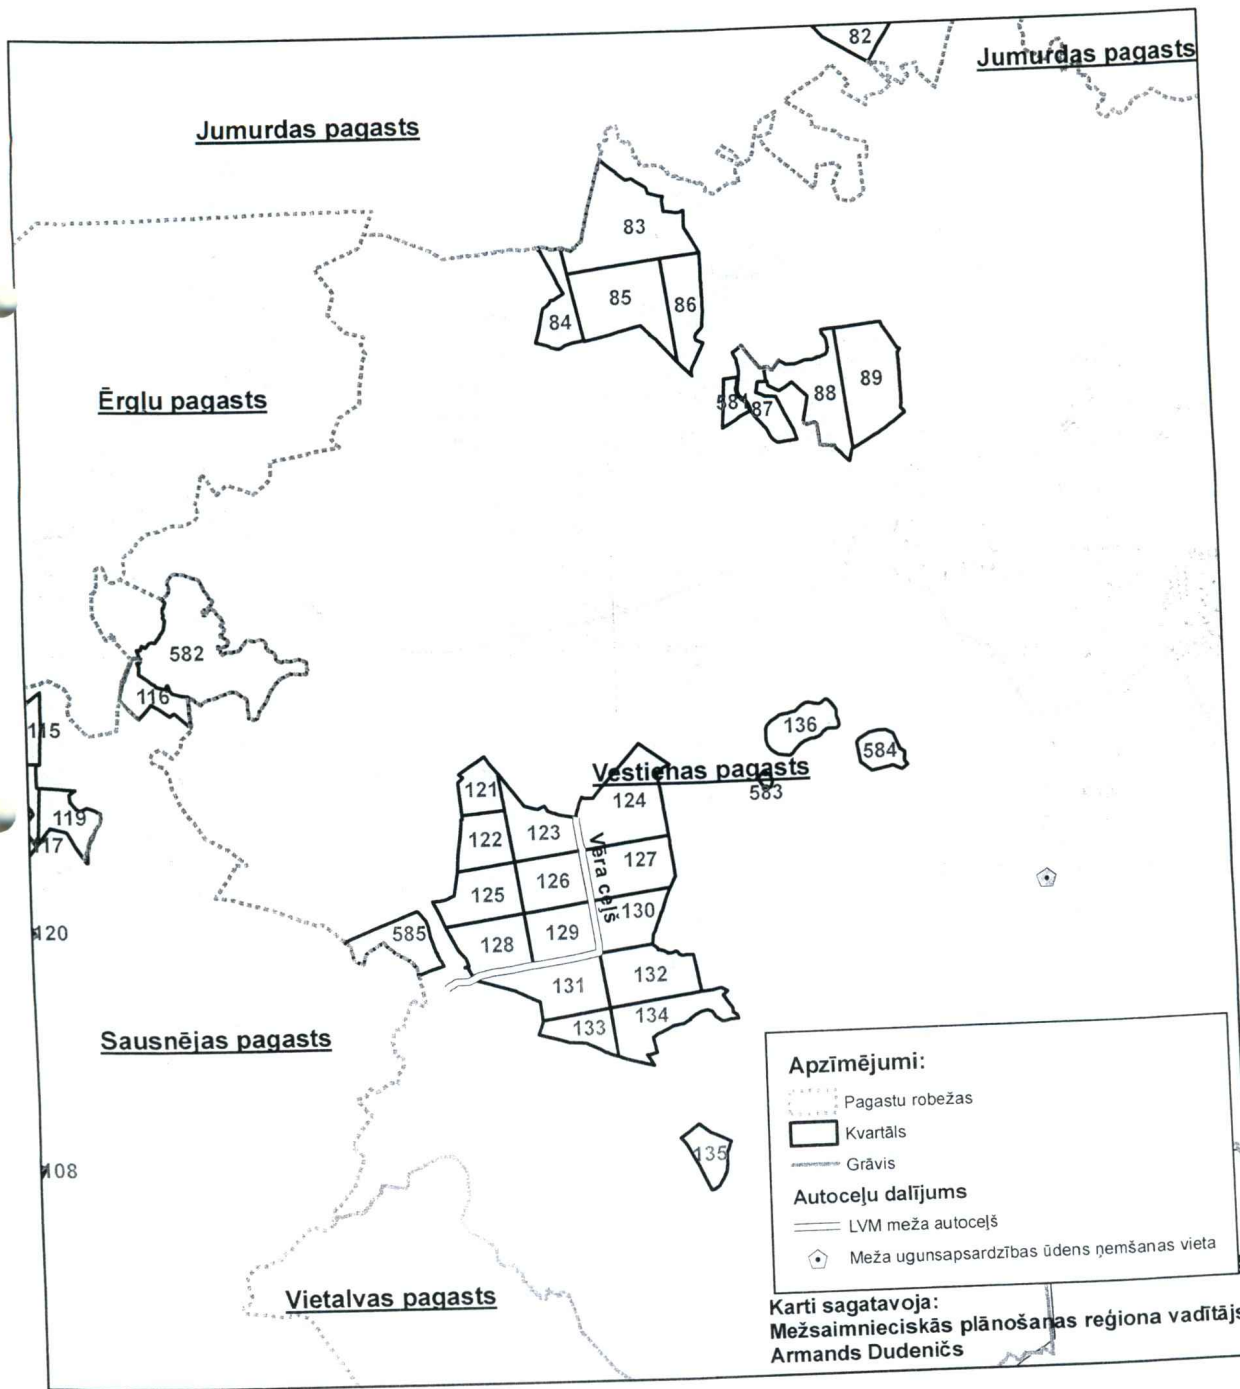 82
Jumurdas pagasts
Jumurdas pagasts
83
85
86
84
Ērgļu pagasts
88
89
581
87
582
116
115
119
117
136
584
Vestienas pagasts
583
121
124
122
123
127
125
126
Vēra ceļš
130
128
129
585
120
131
132
133
134
Sausnējas pagasts
135
108
Vietalvas pagasts
Apzīmējumi:
Pagastu robežas
Kvartāls
Grāvis
Autoceļu dalījums
LVM meža autoceļš
Meža ugunsapsardzības ūdens ņemšanas vieta
Karti sagatavoja:
Mežsaimnieciskās plānošanas reģiona vadītājs
Armands Dudeničs